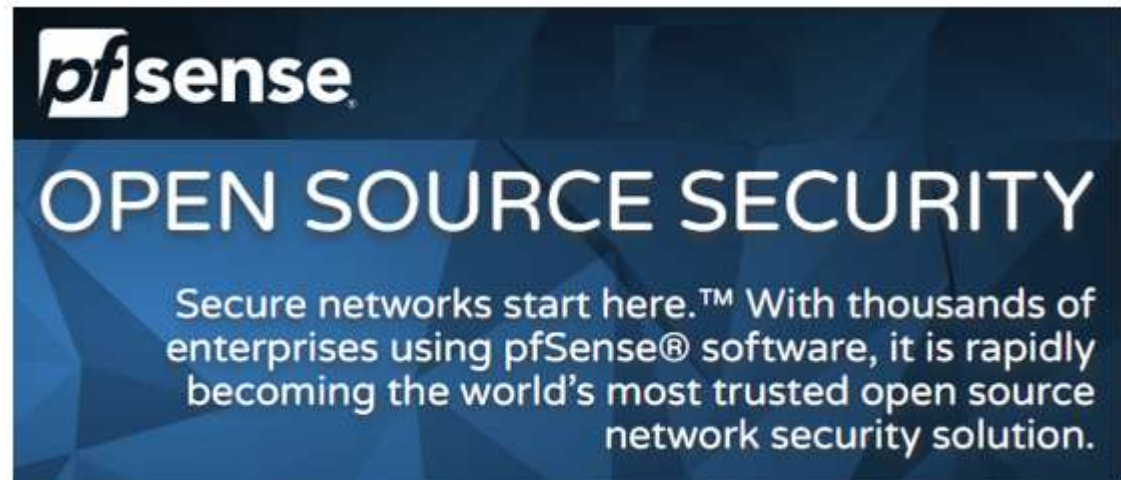 pfsense®
OPEN SOURCE SECURITY
Secure networks start here.™ With thousands of
enterprises using pfSense® software, it is rapidly
becoming the world's most trusted open source
network security solution.